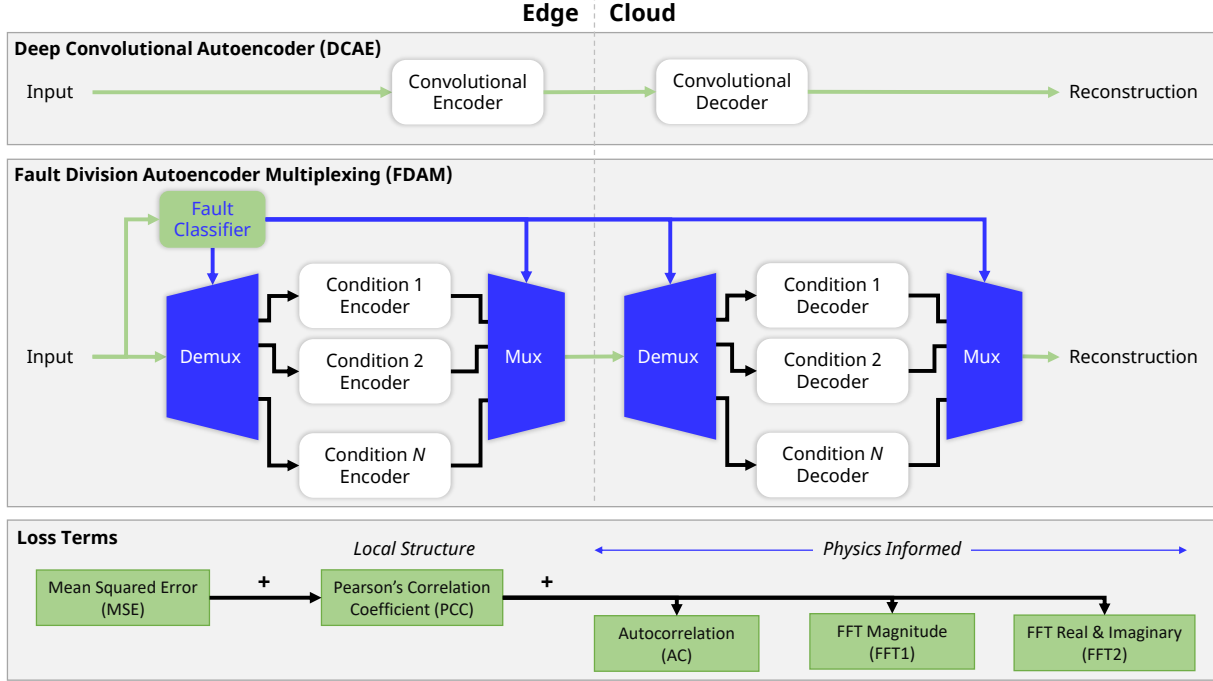 Edge Cloud
Deep Convolutional Autoencoder (DCAE)
Input
Convolutional
Encoder
Convolutional
Decoder
Reconstruction
Fault Division Autoencoder Multiplexing (FDAM)
Fault
Classifier
Input
Demux
Condition 1
Encoder
Condition 2
Encoder
Condition N
Encoder
Mux
Demux
Condition 1
Decoder
Condition 2
Decoder
Condition N
Decoder
Mux
Reconstruction
Loss Terms
Local Structure
Physics Informed
Mean Squared Error
(MSE)
+
Pearson's Correlation
Coefficient (PCC)
+
Autocorrelation
(AC)
FFT Magnitude
(FFT1)
FFT Real & Imaginary
(FFT2)